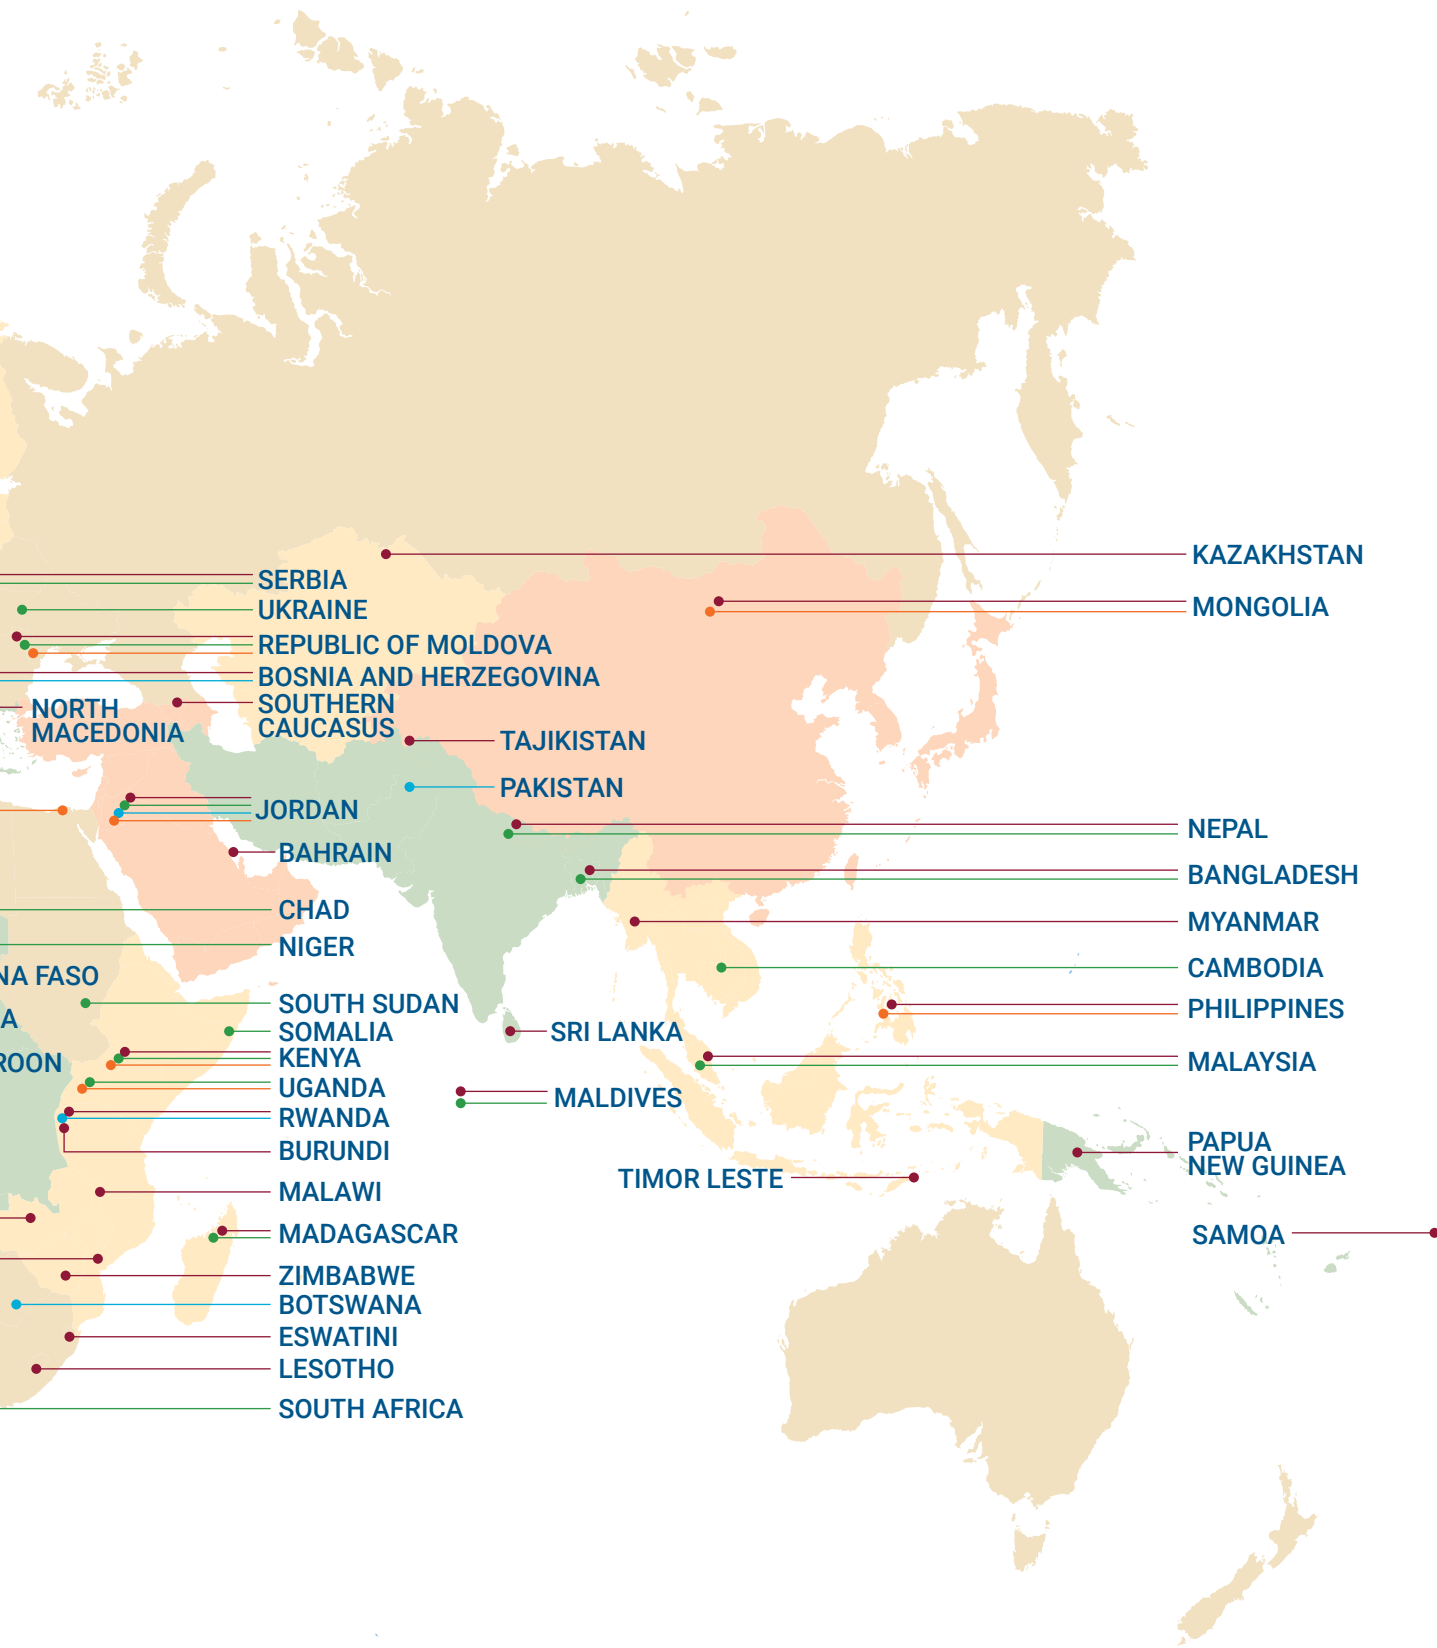 KAZAKHSTAN
MONGOLIA
SERBIA
UKRAINE
REPUBLIC OF MOLDOVA
BOSNIA AND HERZEGOVINA
SOUTHERN
CAUCASUS
NORTH
MACEDONIA
TAJIKISTAN
PAKISTAN
JORDAN
BAHRAIN
CHAD
NIGER
NA FASO
SOUTH SUDAN
A
SOMALIA
KENYA
ROON
UGANDA
RWANDA
BURUNDI
MALAWI
MADAGASCAR
ZIMBABWE
BOTSWANA
ESWATINI
LESOTHO
SOUTH AFRICA
SRI LANKA
MALDIVES
TIMOR LESTE
NEPAL
BANGLADESH
MYANMAR
CAMBODIA
PHILIPPINES
MALAYSIA
PAPUA
NEW GUINEA
SAMOA